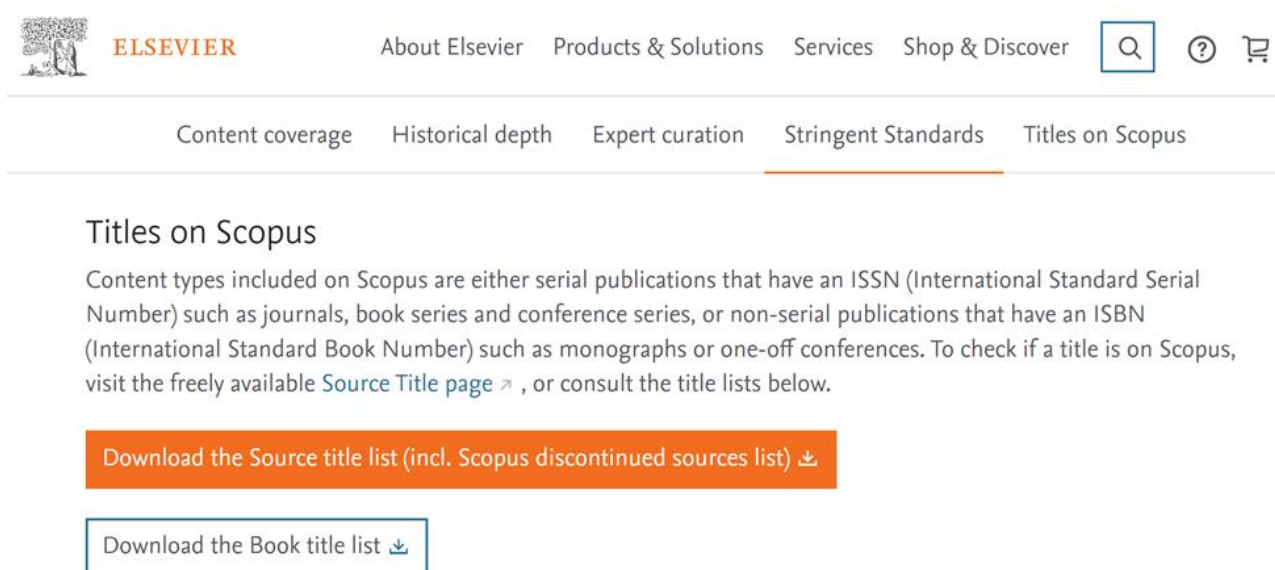 ELSEVIER About Elsevier Products & Solutions Services Shop & Discover
Content coverage Historical depth Expert curation Stringent Standards Titles on Scopus
Titles on Scopus
Content types included on Scopus are either serial publications that have an ISSN (International Standard Serial
Number) such as journals, book series and conference series, or non-serial publications that have an ISBN
(International Standard Book Number) such as monographs or one-off conferences. To check if a title is on Scopus,
visit the freely available Source Title page , or consult the title lists below.
Download the Source title list (incl. Scopus discontinued sources list)
Download the Book title list